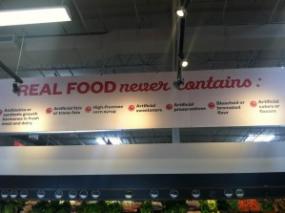 REAL FOOD never contains:
Antibiotics or
synthetic growth
hormones in fresh
meat and dairy
Artificial fats
or trans-fats
High-fructose
corn syrup
Artificial
sweeteners
Artificial
preservatives
Bleached or
bromated
flour
Artificial
colors or
flavors